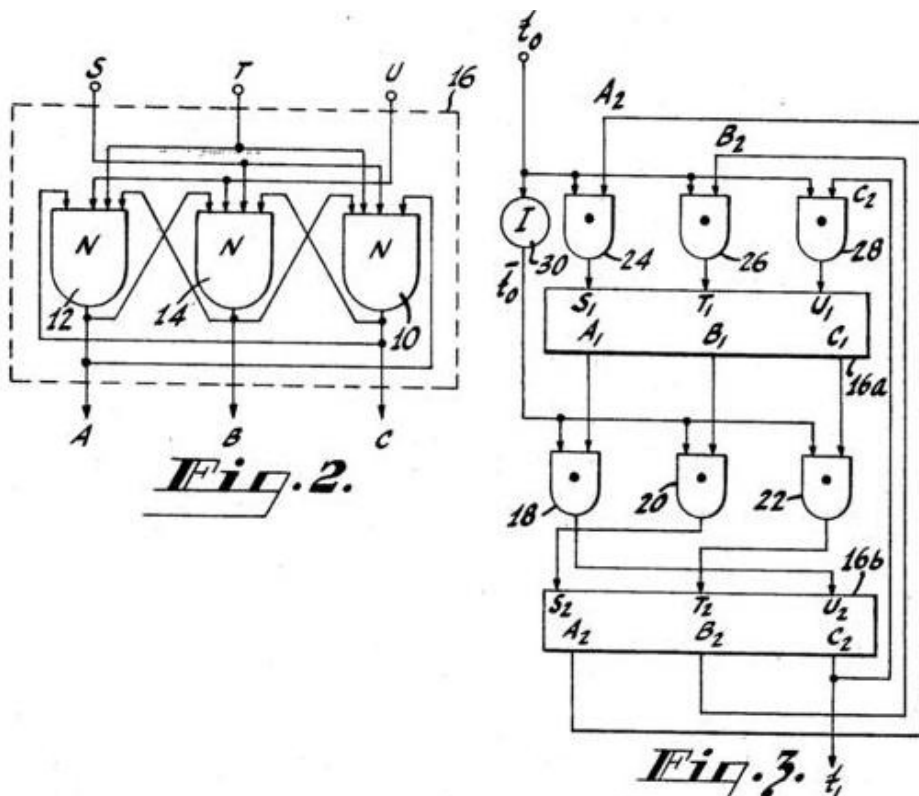 S T U
16
N N N
12 14 10
A B C
Fig. 2.
t₀
A₂
B₂
C₂
I
30 24 26 28
t̄₀
S₁ T₁ U₁
A₁ B₁ C₁
16a
18 20 22
16b
S₂ T₂ U₂
A₂ B₂ C₂
t₁
Fig. 3.